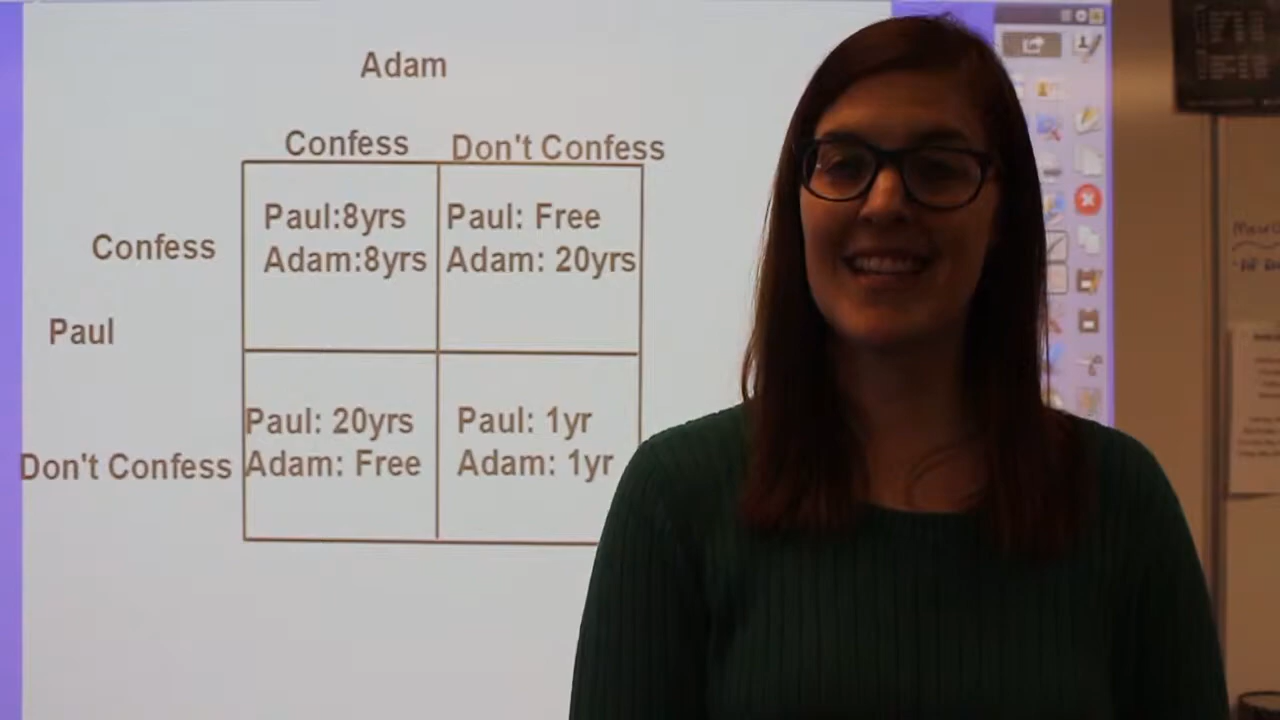 Adam
Confess Don't Confess
Paul:8yrs Paul: Free
Confess Adam:8yrs Adam: 20yrs
Paul
Paul: 20yrs Paul: 1yr
Don't Confess Adam: Free Adam: 1yr